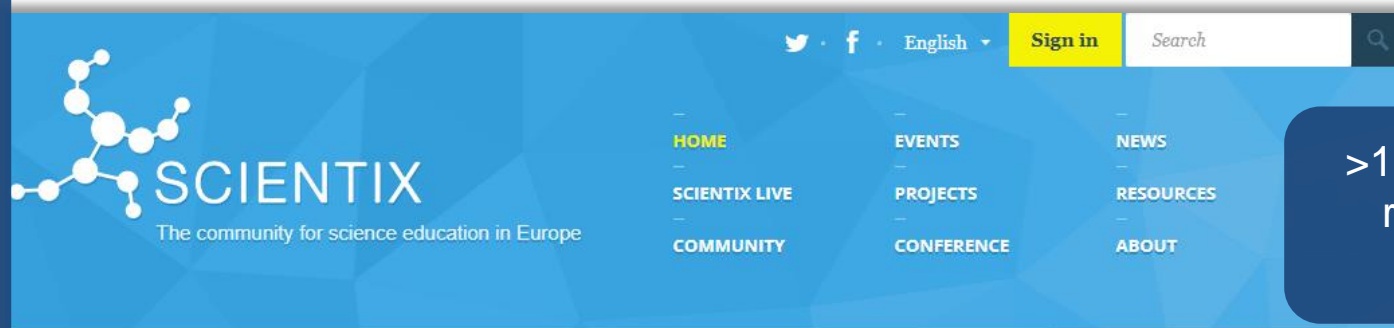 English
Sign in
Search
SCIENTIX
The community for science education in Europe
HOME
EVENTS
NEWS
SCIENTIX LIVE
PROJECTS
RESOURCES
COMMUNITY
CONFERENCE
ABOUT
>1